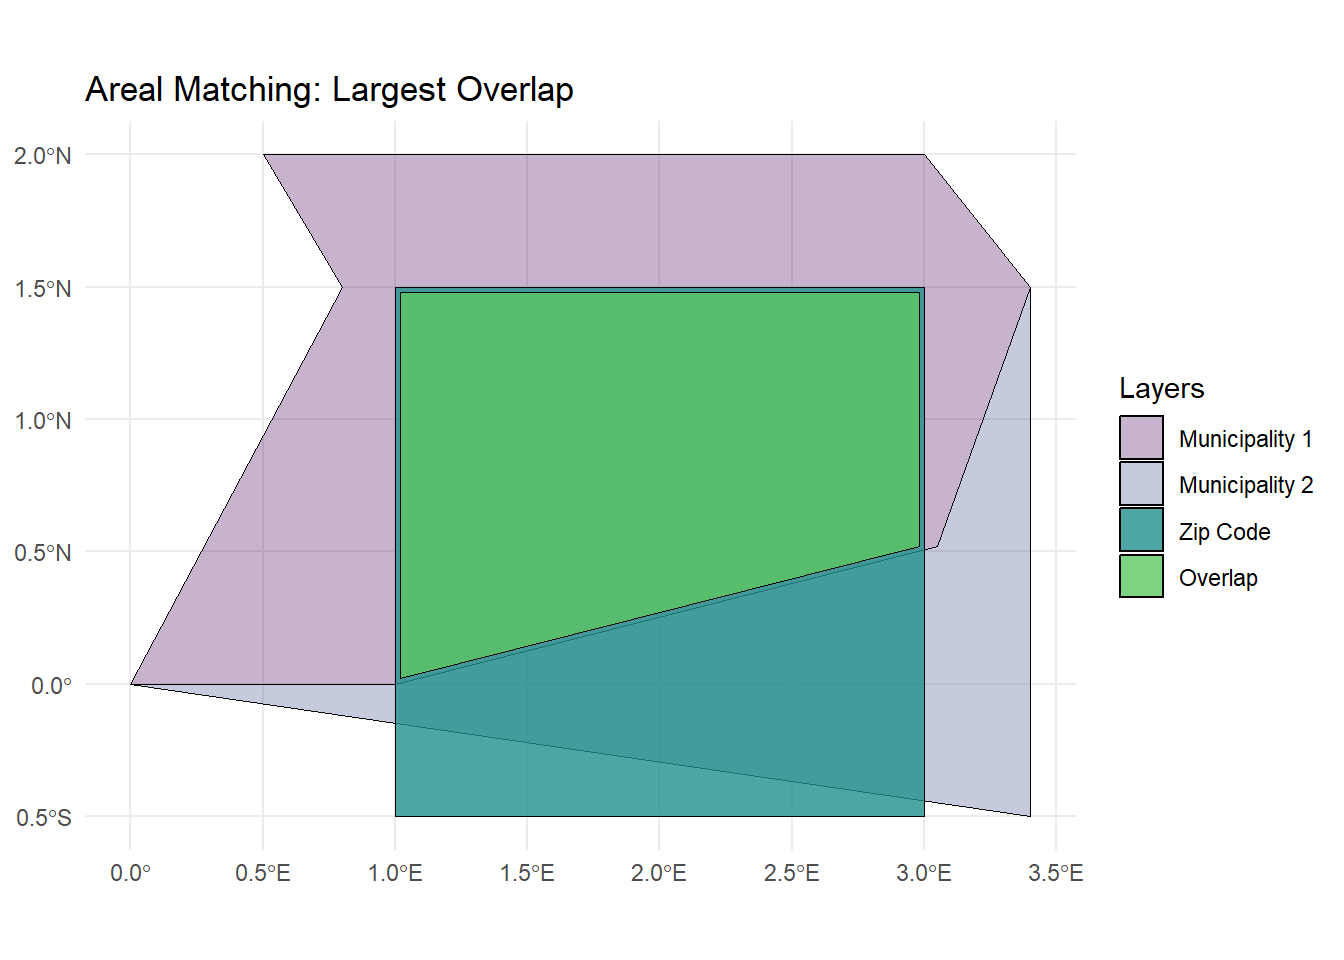 Areal Matching: Largest Overlap
2.0°N
1.5°N
1.0°N
0.5°N
0.0°
0.5°S
0.0°
0.5°E
1.0°E
1.5°E
2.0°E
2.5°E
3.0°E
3.5°E
Layers
Municipality 1
Municipality 2
Zip Code
Overlap